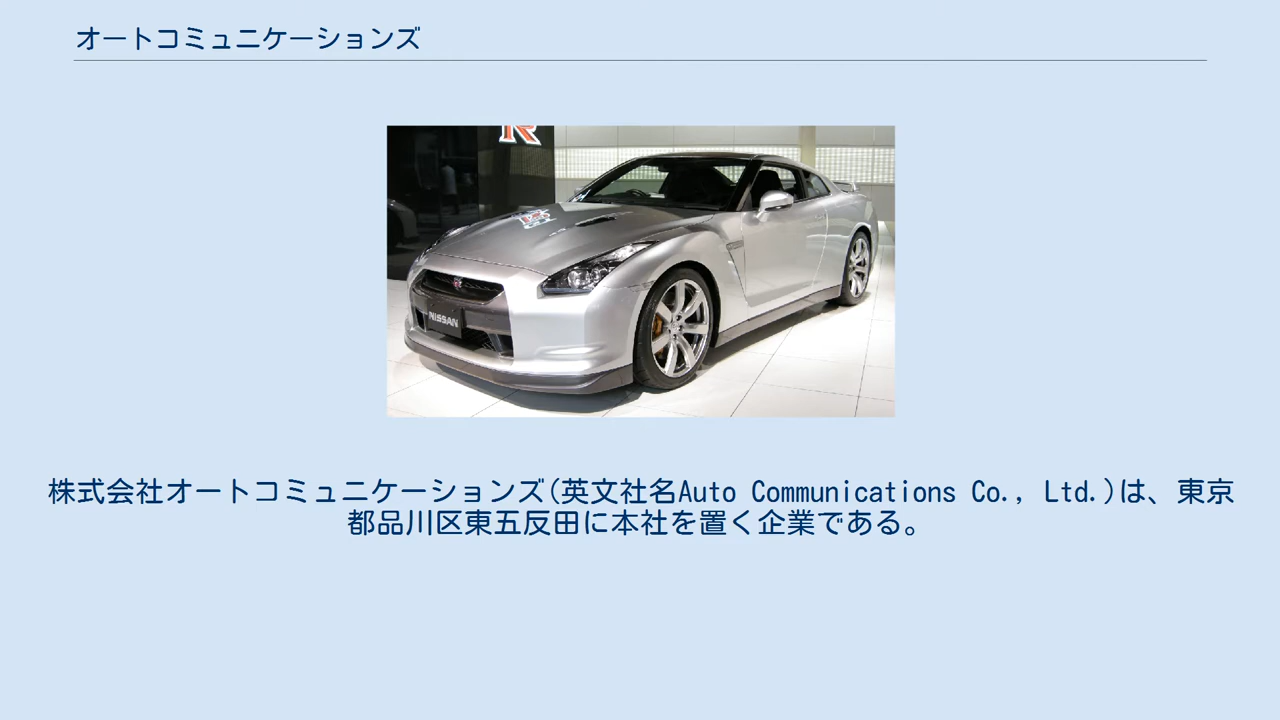 オートコミュニケーションズ
R
NISSAN
株式会社オートコミュニケーションズ(英文社名Auto Communications Co., Ltd.)は、東京
都品川区東五反田に本社を置く企業である。